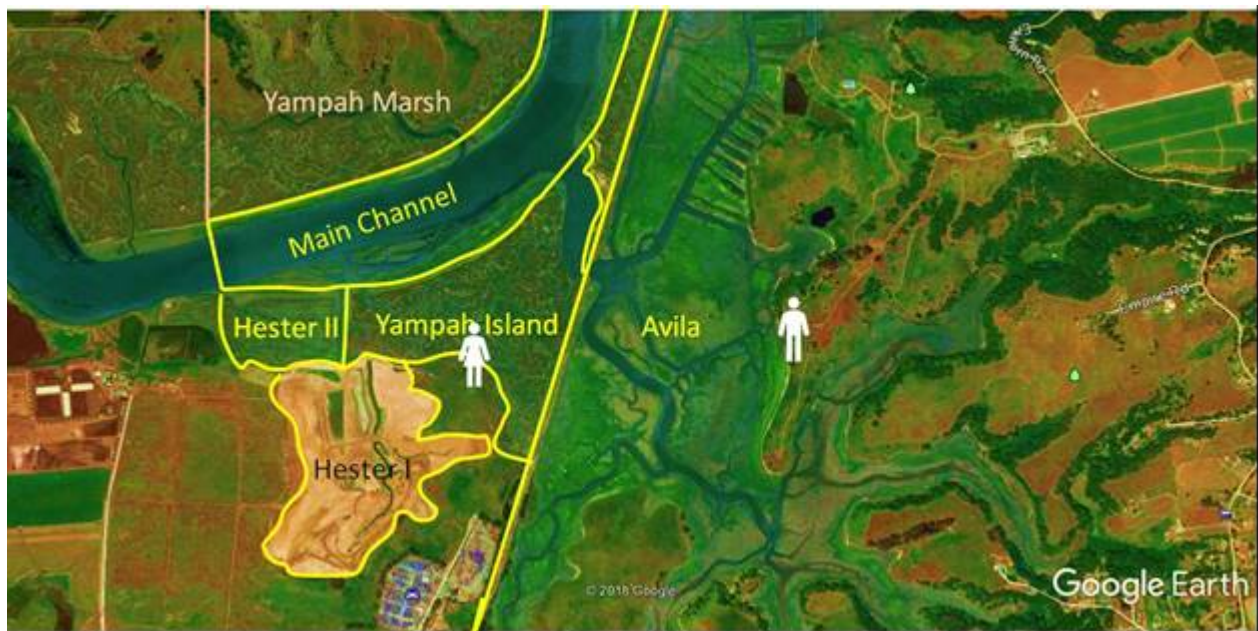 Yampah Marsh
Main Channel
Hester II
Yampah Island
Avila
Hester I
© 2018 Google
Google Earth